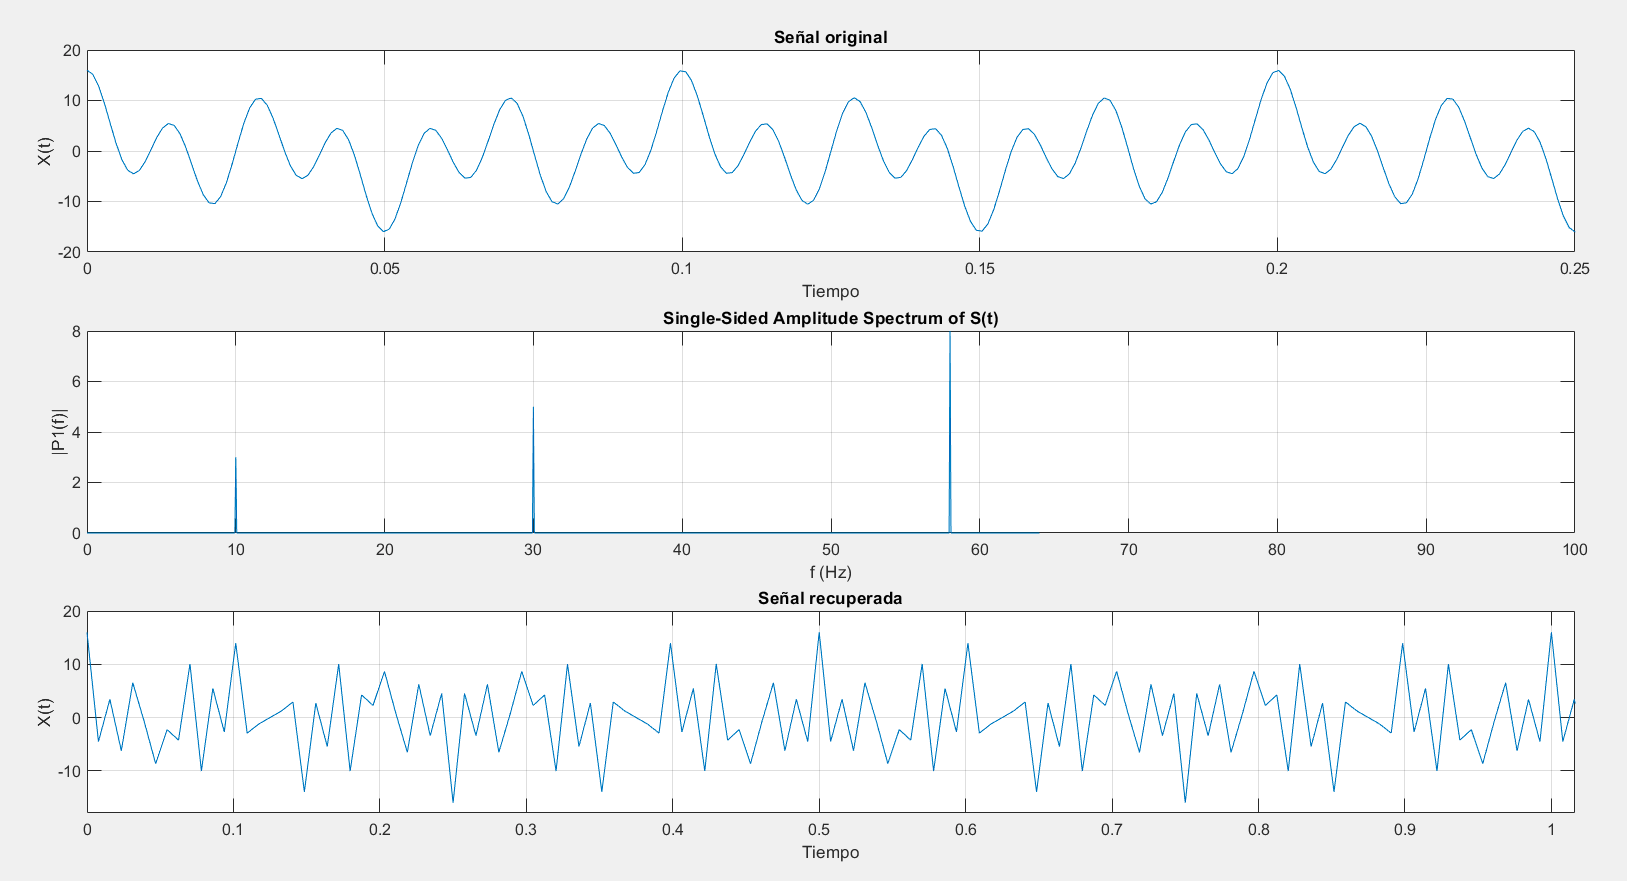 Señal original
20
10
0
-10
-20
X(t)
0 0.05 0.1 0.15 0.2 0.25
Tiempo
Single-Sided Amplitude Spectrum of S(t)
8
6
4
2
0
|P1(f)|
0 10 20 30 40 50 60 70 80 90 100
f (Hz)
Señal recuperada
20
10
0
-10
X(t)
0 0.1 0.2 0.3 0.4 0.5 0.6 0.7 0.8 0.9 1
Tiempo